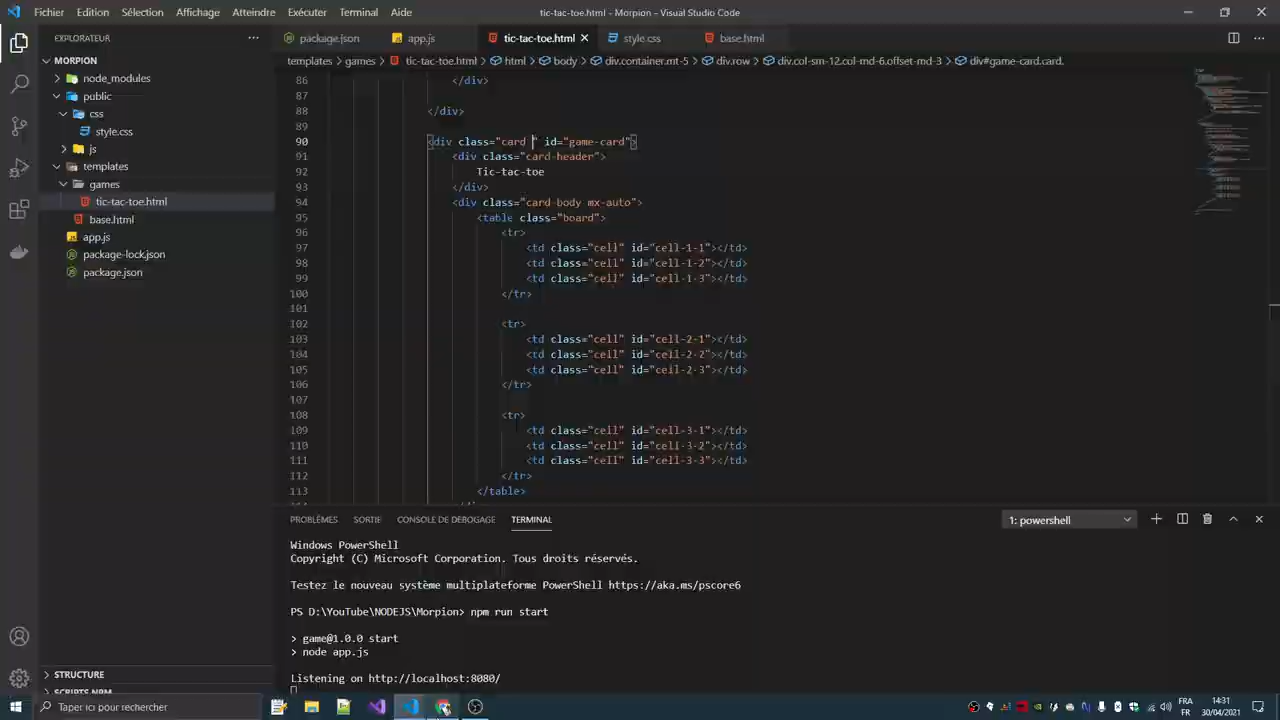 Fichier Edition Sélection Affichage Atteindre Exécuter Terminal Aide
tic-tac-toe.html - Morpion - Visual Studio Code
EXPLORATEUR
package.json app.js tic-tac-toe.html style.css base.html
templates > games > tic-tac-toe.html > html > body > div.container.mt-5 > div.row > div.col-sm-12.col-md-6.offset-md-3 > div#game-card.card.
MORPION
node_modules
public
css
style.css
js
templates
games
tic-tac-toe.html
base.html
app.js
package-lock.json
package.json
STRUCTURE
SCRIPTS NPM
86 </div>
87
88 </div>
89
90 <div class="card " id="game-card">
91 <div class="card-header">
92 Tic-tac-toe
93 </div>
94 <div class="card-body mx-auto">
95 <table class="board">
96 <tr>
97 <td class="cell" id="cell-1-1"></td>
98 <td class="cell" id="cell-1-2"></td>
99 <td class="cell" id="cell-1-3"></td>
100 </tr>
101
102 <tr>
103 <td class="cell" id="cell-2-1"></td>
104 <td class="cell" id="cell-2-2"></td>
105 <td class="cell" id="cell-2-3"></td>
106 </tr>
107
108 <tr>
109 <td class="cell" id="cell-3-1"></td>
110 <td class="cell" id="cell-3-2"></td>
111 <td class="cell" id="cell-3-3"></td>
112 </tr>
113 </table>
PROBLÈMES SORTIE CONSOLE DE DÉBOGAGE TERMINAL
1: powershell
Windows PowerShell
Copyright (C) Microsoft Corporation. Tous droits réservés.
Testez le nouveau système multiplateforme PowerShell https://aka.ms/pscore6
PS D:\YouTube\NODEJS\Morpion> npm run start
> game@1.0.0 start
> node app.js
Listening on http://localhost:8080/
Taper ici pour rechercher
FRA
FR
14:31
30/04/2021